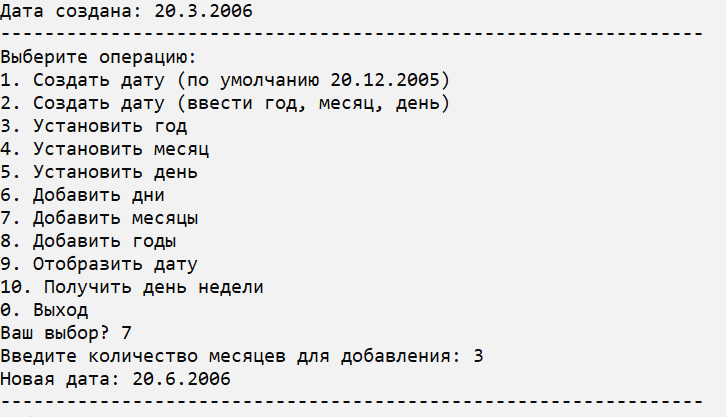 Дата создана: 20.3.2006
----------------------------------------------------------------
Выберите операцию:
1. Создать дату (по умолчанию 20.12.2005)
2. Создать дату (ввести год, месяц, день)
3. Установить год
4. Установить месяц
5. Установить день
6. Добавить дни
7. Добавить месяцы
8. Добавить годы
9. Отобразить дату
10. Получить день недели
0. Выход
Ваш выбор? 7
Введите количество месяцев для добавления: 3
Новая дата: 20.6.2006
----------------------------------------------------------------